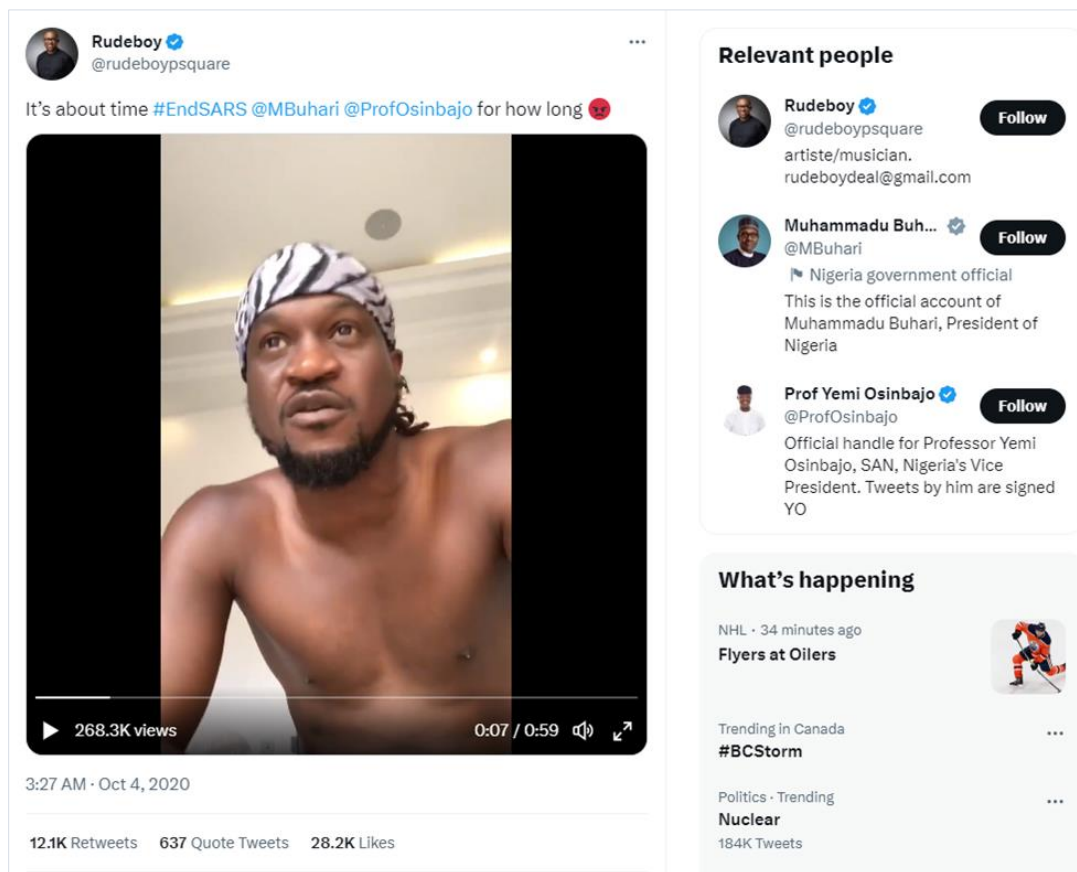 Rudeboy
@rudeboypsquare
It's about time #EndSARS @MBuhari @ProfOsinbajo for how long 😡
268.3K views
0:07 / 0:59
3:27 AM · Oct 4, 2020
12.1K Retweets 637 Quote Tweets 28.2K Likes
Relevant people
Rudeboy
@rudeboypsquare
Follow
artiste/musician.
rudeboydeal@gmail.com
Muhammadu Buh...
@MBuhari
Follow
Nigeria government official
This is the official account of
Muhammadu Buhari, President of
Nigeria
Prof Yemi Osinbajo
@ProfOsinbajo
Follow
Official handle for Professor Yemi
Osinbajo, SAN, Nigeria's Vice
President. Tweets by him are signed
YO
What's happening
NHL · 34 minutes ago
Flyers at Oilers
Trending in Canada
#BCStorm
Politics · Trending
Nuclear
184K Tweets